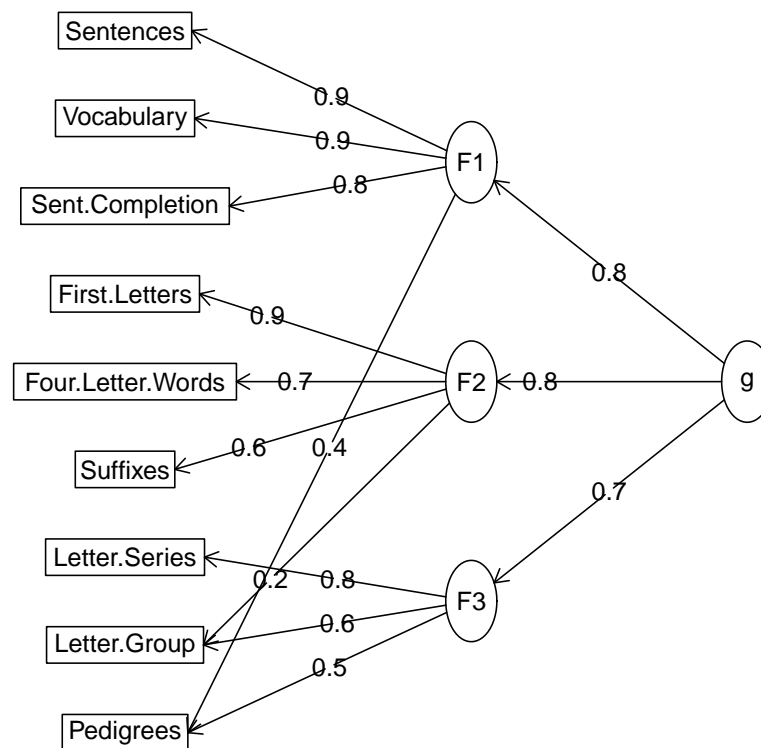 Sentences
0.9
Vocabulary
0.9
F1
0.8
Sent.Completion
0.8
First.Letters
0.9
Four.Letter.Words
0.7
F2
0.8
g
0.6
0.4
Suffixes
0.7
Letter.Series
0.2
0.8
F3
0.6
Letter.Group
0.5
Pedigrees